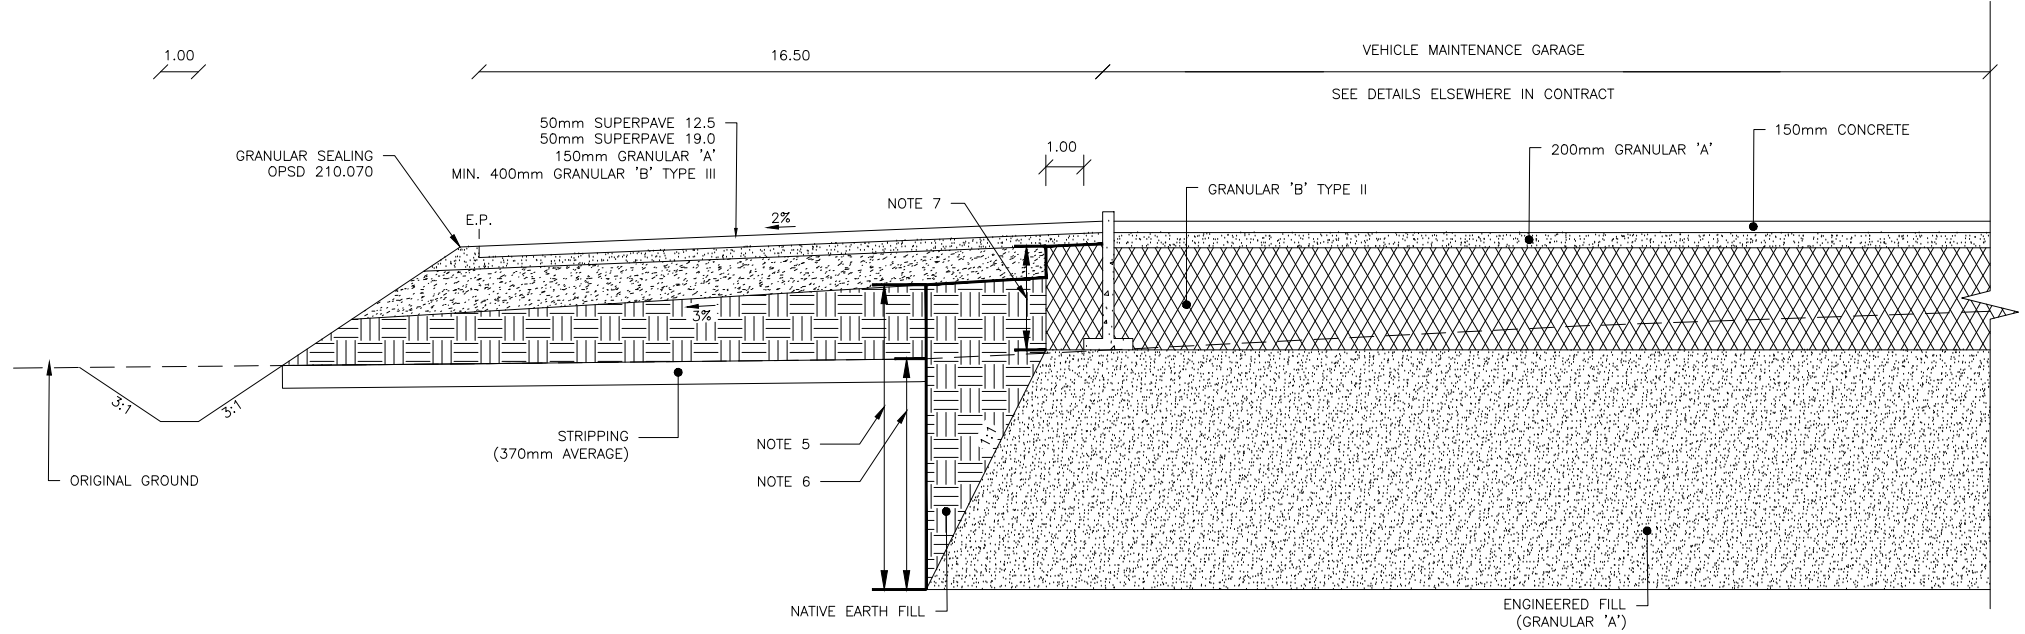 1.00
16.50
VEHICLE MAINTENANCE GARAGE
SEE DETAILS ELSEWHERE IN CONTRACT
50mm SUPERPAVE 12.5
50mm SUPERPAVE 19.0
150mm GRANULAR 'A'
MIN. 400mm GRANULAR 'B' TYPE III
GRANULAR SEALING
OPSD 210.070
150mm CONCRETE
200mm GRANULAR 'A'
1.00
GRANULAR 'B' TYPE II
NOTE 7
E.P.
2%
3%
3:1
3:1
STRIPPING
(370mm AVERAGE)
NOTE 5
NOTE 6
1:1
ORIGINAL GROUND
NATIVE EARTH FILL
ENGINEERED FILL
(GRANULAR 'A')